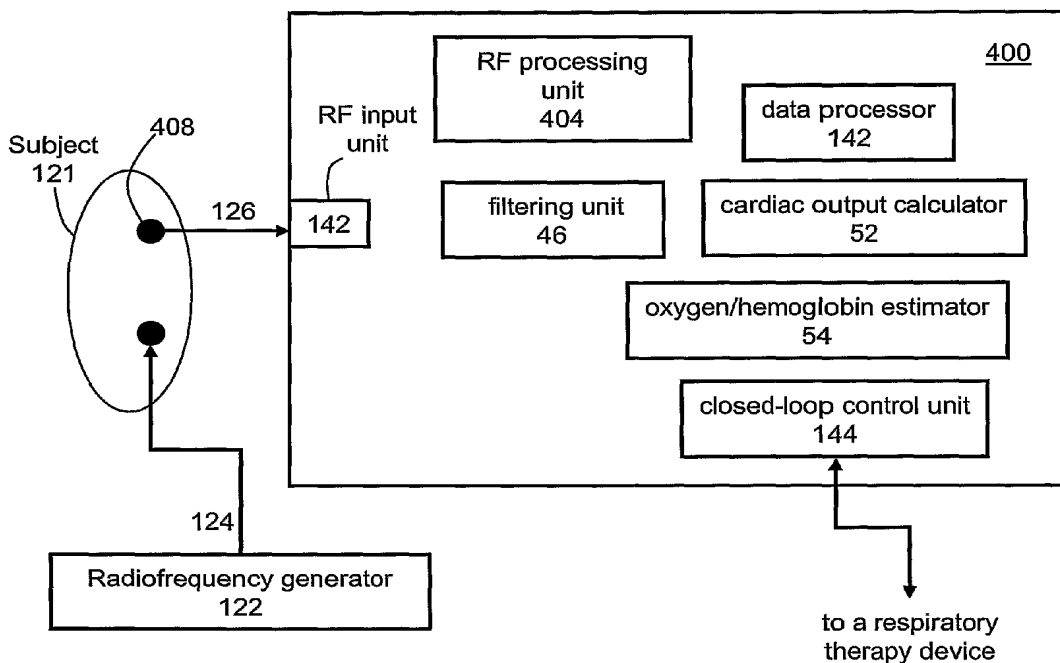 400
RF processing
unit
404
data processor
142
RF input
unit
408
Subject
121
126
142
filtering unit
46
cardiac output calculator
52
oxygen/hemoglobin estimator
54
closed-loop control unit
144
124
Radiofrequency generator
122
to a respiratory
therapy device